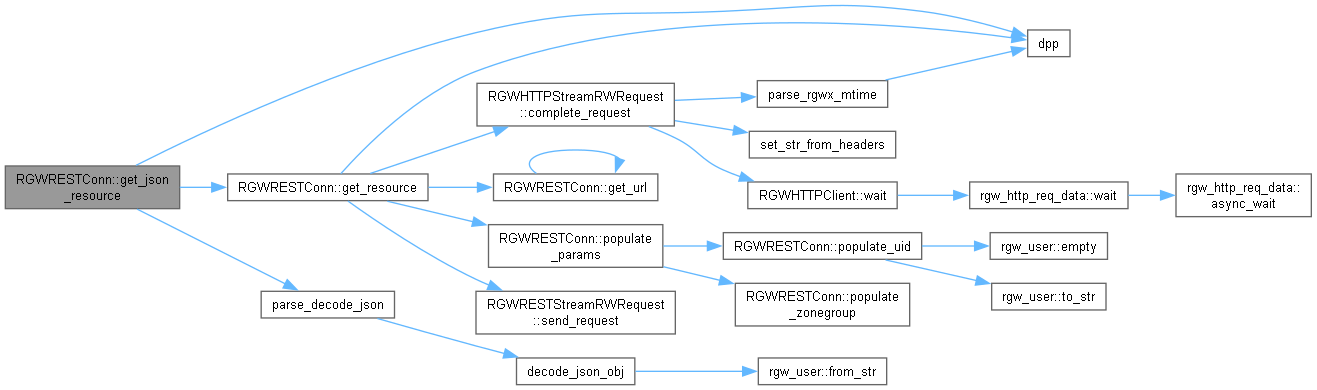 RGWRESTConn::get_json
_resource
dpp
RGWHTTPStreamRWRequest
::complete_request
parse_rgwx_mtime
set_str_from_headers
RGWRESTConn::get_resource
RGWRESTConn::get_url
RGWHTTPClient::wait
rgw_http_req_data::wait
rgw_http_req_data::
async_wait
RGWRESTConn::populate
_params
RGWRESTConn::populate_uid
rgw_user::empty
rgw_user::to_str
RGWRESTConn::populate
_zonegroup
RGWRESTStreamRWRequest
::send_request
parse_decode_json
decode_json_obj
rgw_user::from_str